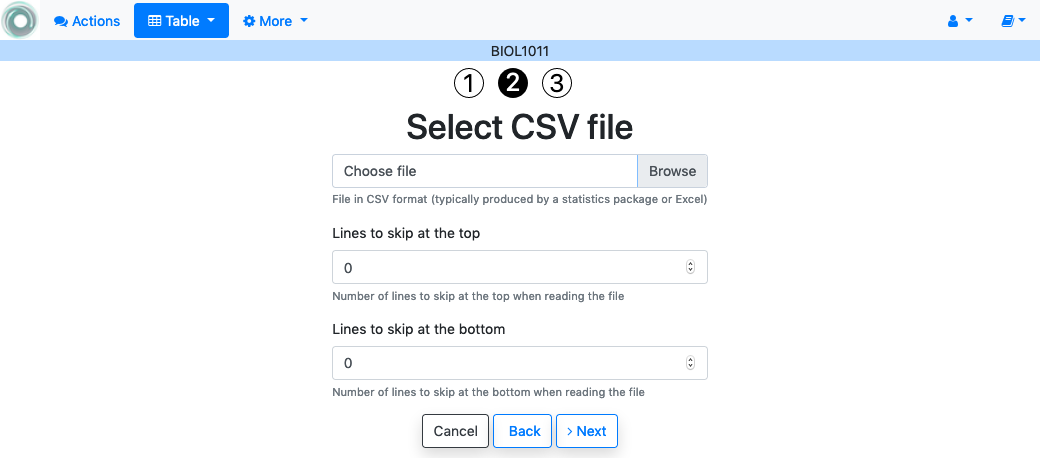 Actions Table More
BIOL1011
1 2 3
Select CSV file
Choose file Browse
File in CSV format (typically produced by a statistics package or Excel)
Lines to skip at the top
0
Number of lines to skip at the top when reading the file
Lines to skip at the bottom
0
Number of lines to skip at the bottom when reading the file
Cancel Back › Next